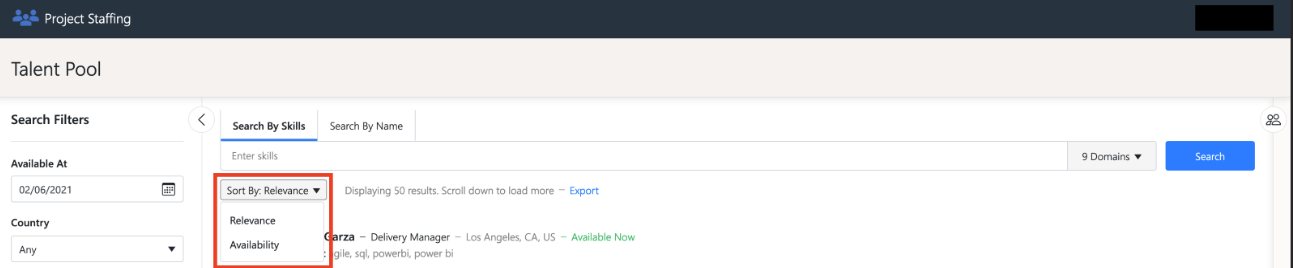 Project Staffing
Talent Pool
Search Filters
Available At
02/06/2021
Country
Any
Search By Skills
Search By Name
Enter skills
9 Domains
Search
Sort By: Relevance
Displaying 50 results. Scroll down to load more – Export
Relevance
Availability
Garza – Delivery Manager – Los Angeles, CA, US – Available Now
sql, powerbi, power bi